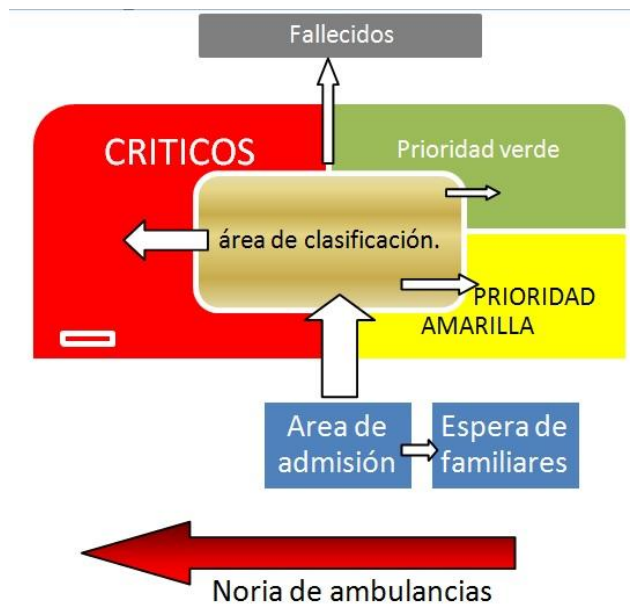 Fallecidos
CRITICOS
Prioridad verde
área de clasificación.
PRIORIDAD
AMARILLA
Area de
admisión
Espera de
familiares
Noria de ambulancias